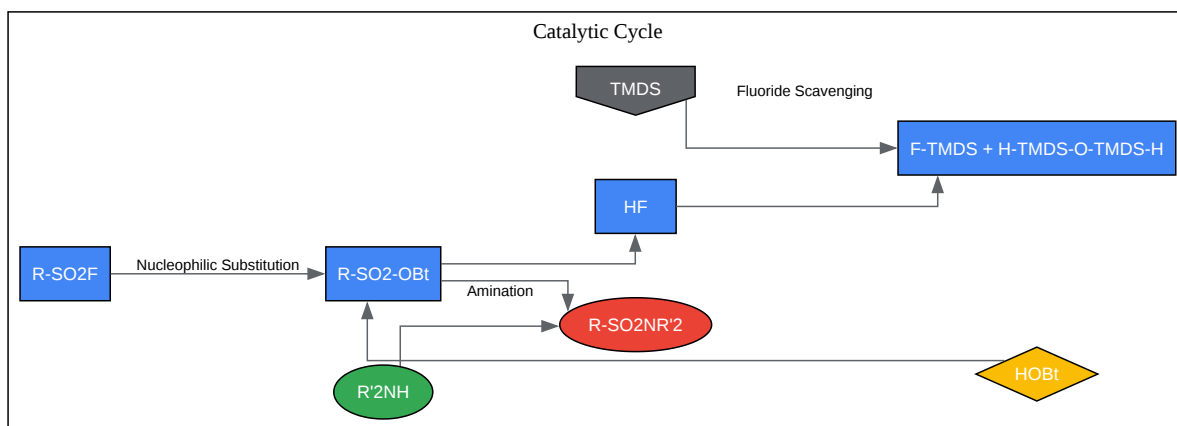 Catalytic Cycle
TMDS
Fluoride Scavenging
F-TMDS + H-TMDS-O-TMDS-H
HF
R-SO2F
Nucleophilic Substitution
R-SO2-OBt
Amination
R-SO2NR'2
R'2NH
HOBt